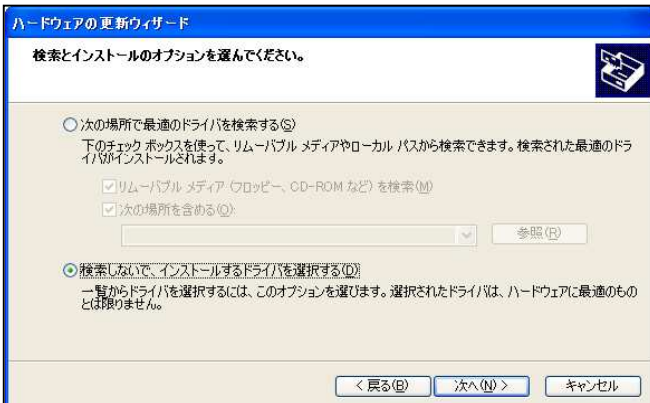 ハードウェアの更新ウィザード
検索とインストールのオプションを選んでください。
次の場所で最適のドライバを検索する(S)
下のチェック ボックスを使って、リムーバブル メディアやローカル パスから検索できます。検索された最適のドラ
イバがインストールされます。
リムーバブル メディア (フロッピー、CD-ROM など) を検索(M)
次の場所を含める(O):
参照(R)
検索しないで、インストールするドライバを選択する(D)
一覧からドライバを選択するには、このオプションを選びます。選択されたドライバは、ハードウェアに最適のもの
とは限りません。
< 戻る(B) 次へ(N) > キャンセル